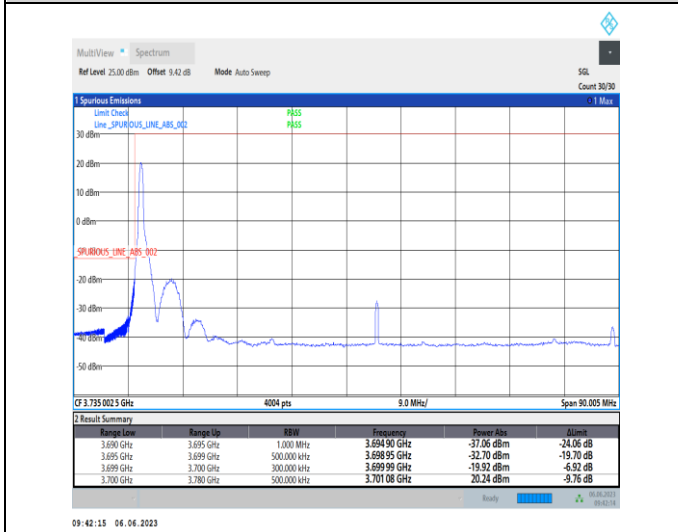 MultiView Spectrum
Ref Level 25.00 dBm Offset 9.42 dB Mode Auto Sweep SGL
Count 30/30
1 Spurious Emissions 1 Max
Limit Check PASS
Line _SPURIOUS_LINE_ABS_002 PASS
30 dBm
20 dBm
10 dBm
0 dBm
_SPURIOUS_LINE_ABS_002
-20 dBm
-30 dBm
-40 dBm
-50 dBm
CF 3.735 002 5 GHz 4004 pts 9.0 MHz/ Span 90.005 MHz
2 Result Summary
Range Low Range Up RBW Frequency Power Abs ΔLimit
3.690 GHz 3.695 GHz 1.000 MHz 3.694 90 GHz -37.06 dBm -24.06 dB
3.695 GHz 3.699 GHz 500.000 kHz 3.698 95 GHz -32.70 dBm -19.70 dB
3.699 GHz 3.700 GHz 300.000 kHz 3.699 99 GHz -19.92 dBm -6.92 dB
3.700 GHz 3.780 GHz 500.000 kHz 3.701 08 GHz 20.24 dBm -9.76 dB
Ready 06.06.2023
09:42:14
09:42:15 06.06.2023